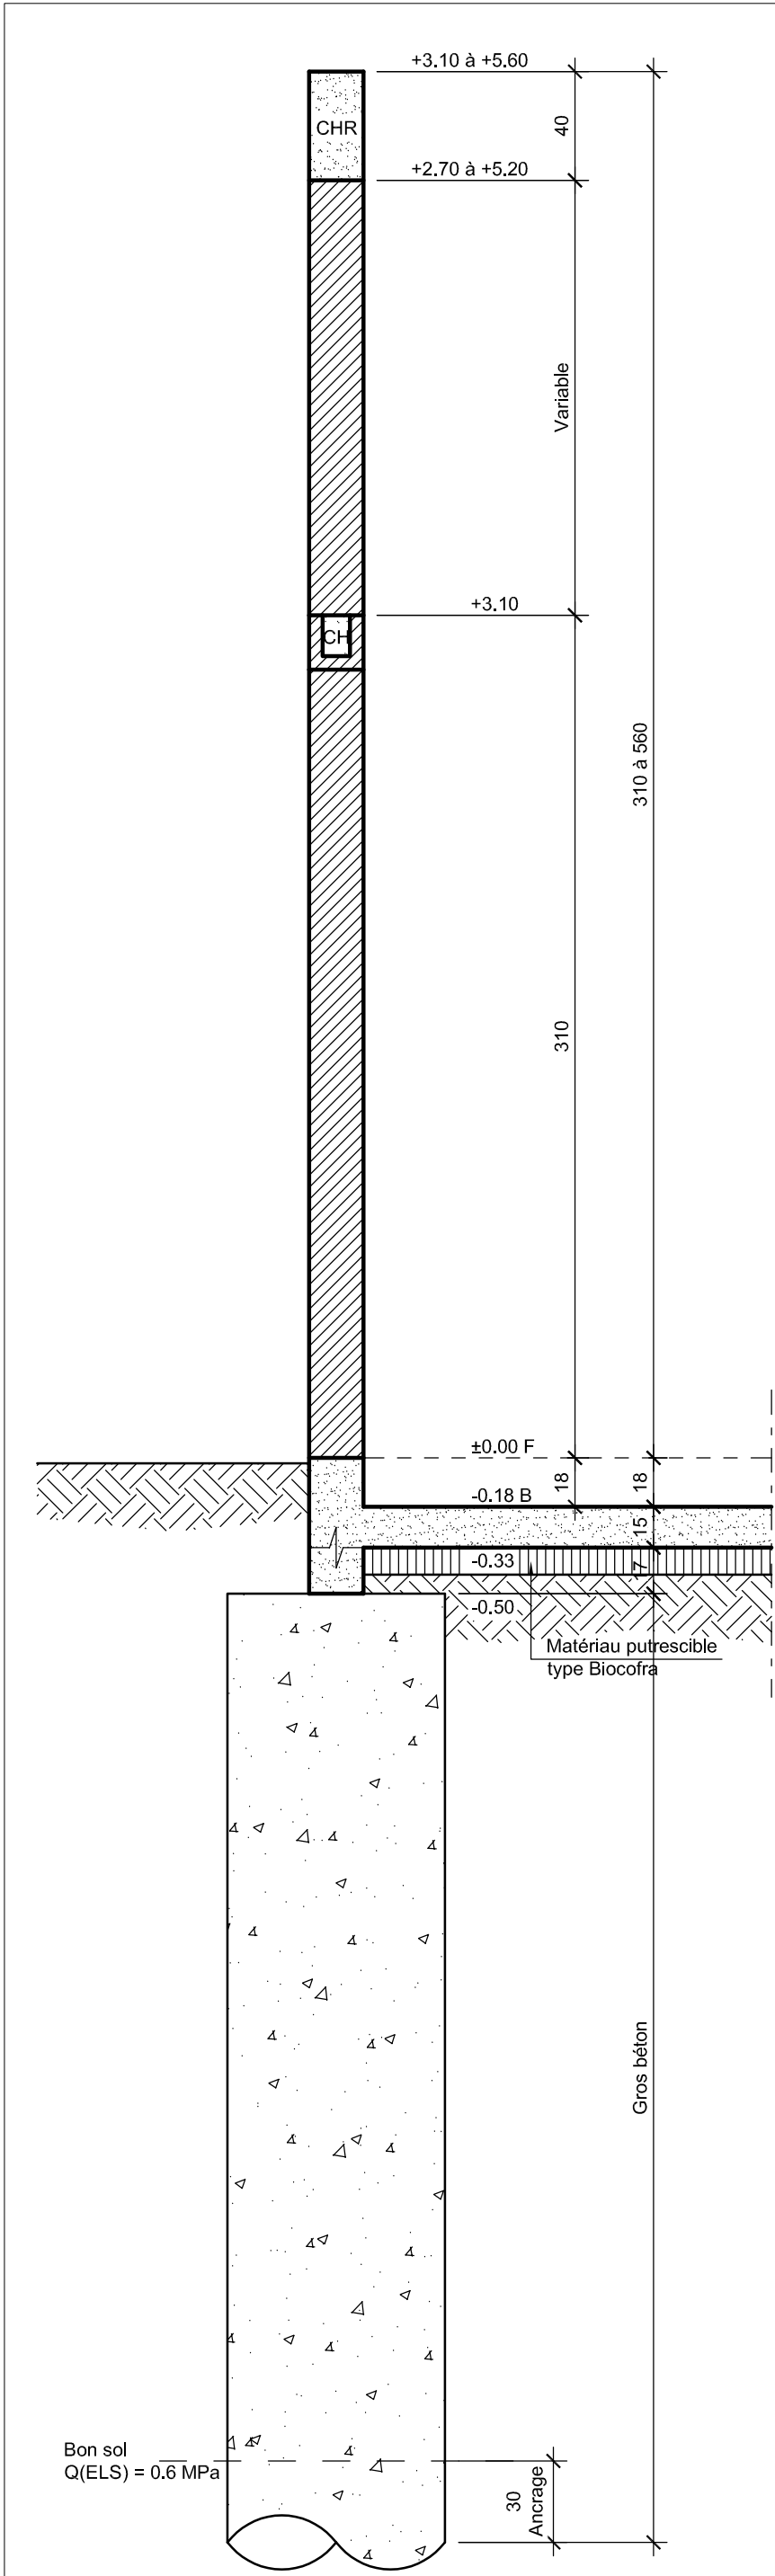 +3.10 à +5.60
CHR
40
+2.70 à +5.20
Variable
+3.10
CH
310 à 560
310
±0.00 F
18
18
-0.18 B
15
-0.33
17
-0.50
Matériau putrescible
type Biocofra
Gros béton
Bon sol
Q(ELS) = 0.6 MPa
30
Ancrage